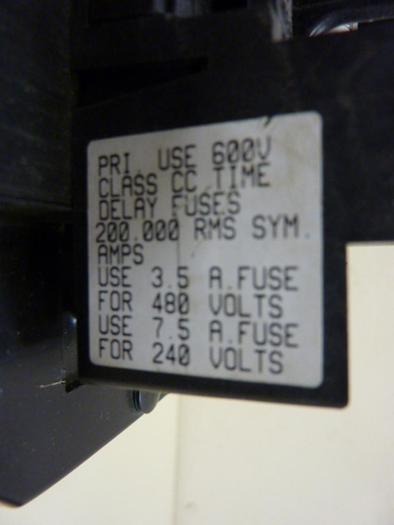 PRI. USE 600V
CLASS CC TIME
DELAY FUSES
200.000 RMS SYM.
AMPS
USE 3.5 A.FUSE
FOR 480 VOLTS
USE 7.5 A.FUSE
FOR 240 VOLTS